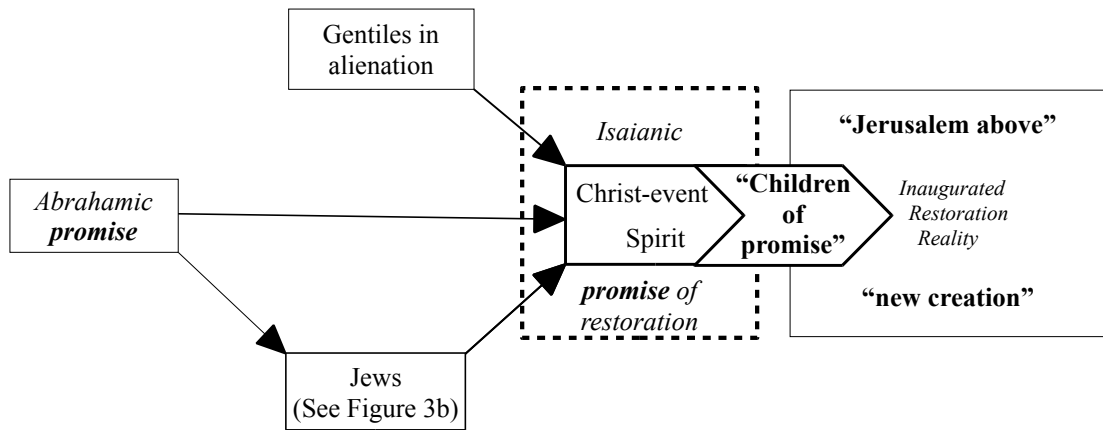 Gentiles in
alienation
Isaianic
“Jerusalem above”
Abrahamic
promise
Christ-event
Spirit
“Children
of
promise”
Inaugurated
Restoration
Reality
promise of
restoration
“new creation”
Jews
(See Figure 3b)